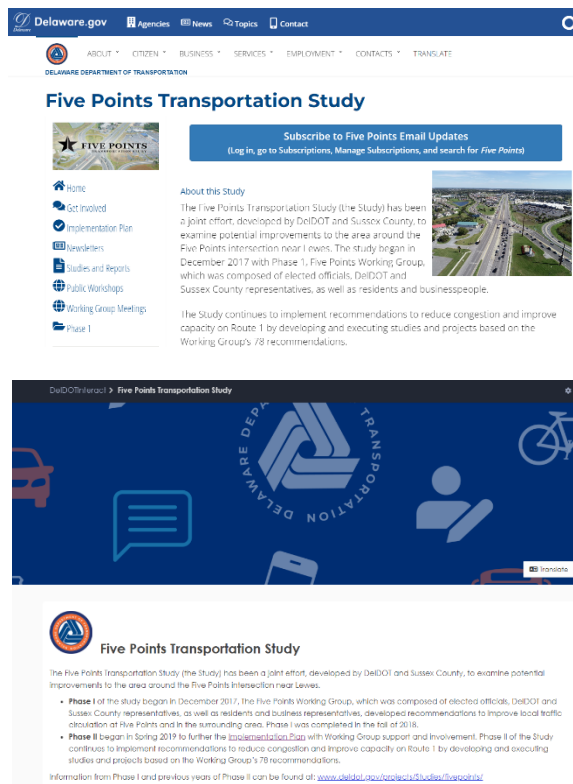 Delaware.gov Agencies News Topics Contact
ABOUT CITIZEN BUSINESS SERVICES EMPLOYMENT CONTACTS TRANSLATE
DELAWARE DEPARTMENT OF TRANSPORTATION
Five Points Transportation Study
FIVE POINTS
Subscribe to Five Points Email Updates
(Log in, go to Subscriptions, Manage Subscriptions, and search for Five Points)
Home
Get Involved
Implementation Plan
Newsletters
Studies and Reports
Public Workshops
Working Group Meetings
Phase 1
About this Study
The Five Points Transportation Study (the Study) has been
a joint effort, developed by DelDOT and Sussex County, to
examine potential improvements to the area around the
Five Points intersection near Lewes. The study began in
December 2017 with Phase 1. Five Points Working Group,
which was composed of elected officials, DelDOT and
Sussex County representatives, as well as residents and businesspeople.
The Study continues to implement recommendations to reduce congestion and improve
capacity on Route 1 by developing and executing studies and projects based on the
Working Group's 78 recommendations.
DelDOTInteract > Five Points Transportation Study
DELAWARE DEPA
TRANSPORTATION
Translate
Five Points Transportation Study
The Five Points Transportation Study (the Study) has been a joint effort, developed by DelDOT and Sussex County, to examine potential
improvements to the area around the Five Points intersection near Lewes.
• Phase I of the study began in December 2017. The Five Points Working Group, which was composed of elected officials, DelDOT and
Sussex County representatives, as well as residents and business representatives, developed recommendations to improve local traffic
circulation at Five Points and in the surrounding area. Phase I was completed in the fall of 2018.
• Phase II began in Spring 2019 to further the Implementation Plan with Working Group support and involvement. Phase II of the Study
continues to implement recommendations to reduce congestion and improve capacity on Route 1 by developing and executing
studies and projects based on the Working Group's 78 recommendations.
Information from Phase I and previous years of Phase II can be found at: www.deldot.gov/projects/Studies/fivepoints/